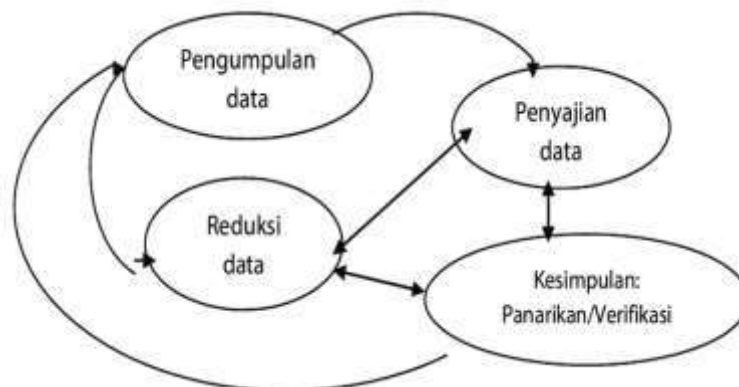 Pengumpulan
data
Penyajian
data
Reduksi
data
Kesimpulan:
Panarikan/Verifikasi